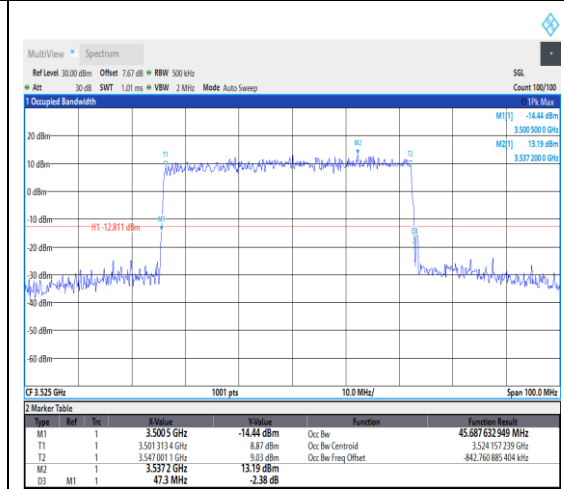 MultiView Spectrum
Ref Level 30.00 dBm Offset 7.67 dB RBW 500 kHz SGL
Att 30 dB SWT 1.01 ms VBW 2 MHz Mode Auto Sweep Count 100/100
1 Occupied Bandwidth 1Pk Max
M1[1] -14.44 dBm
3.500 500 0 GHz
M2[1] 13.19 dBm
3.537 200 0 GHz
20 dBm
M2
T1 T2
10 dBm
0 dBm
-10 dBm
M1
H1 -12.811 dBm
D3
-20 dBm
-30 dBm
-40 dBm
-50 dBm
-60 dBm
CF 3.525 GHz 1001 pts 10.0 MHz/ Span 100.0 MHz
2 Marker Table
Type Ref Trc X-Value Y-Value Function Function Result
M1 1 3.500 5 GHz -14.44 dBm Occ Bw 45.687 632 949 MHz
T1 1 3.501 313 4 GHz 8.87 dBm Occ Bw Centroid 3.524 157 239 GHz
T2 1 3.547 001 1 GHz 9.03 dBm Occ Bw Freq Offset -842.760 885 404 kHz
M2 1 3.537 2 GHz 13.19 dBm
D3 M1 1 47.3 MHz -2.38 dB